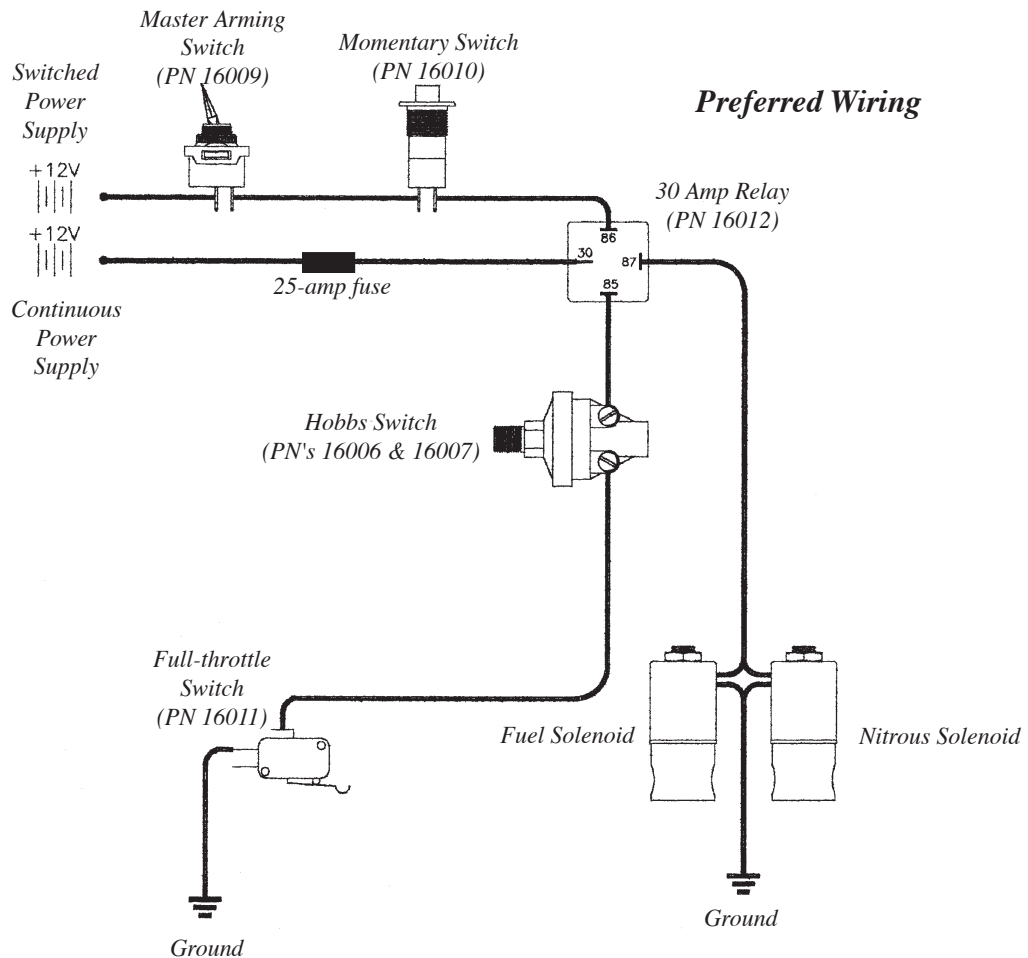 Master Arming
Switch
(PN 16009)
Momentary Switch
(PN 16010)
Preferred Wiring
Switched
Power
Supply
+12V
30 Amp Relay
(PN 16012)
86
+12V
30
87
25-amp fuse
85
Continuous
Power
Supply
Hobbs Switch
(PN's 16006 & 16007)
Full-throttle
Switch
(PN 16011)
Fuel Solenoid
Nitrous Solenoid
Ground
Ground